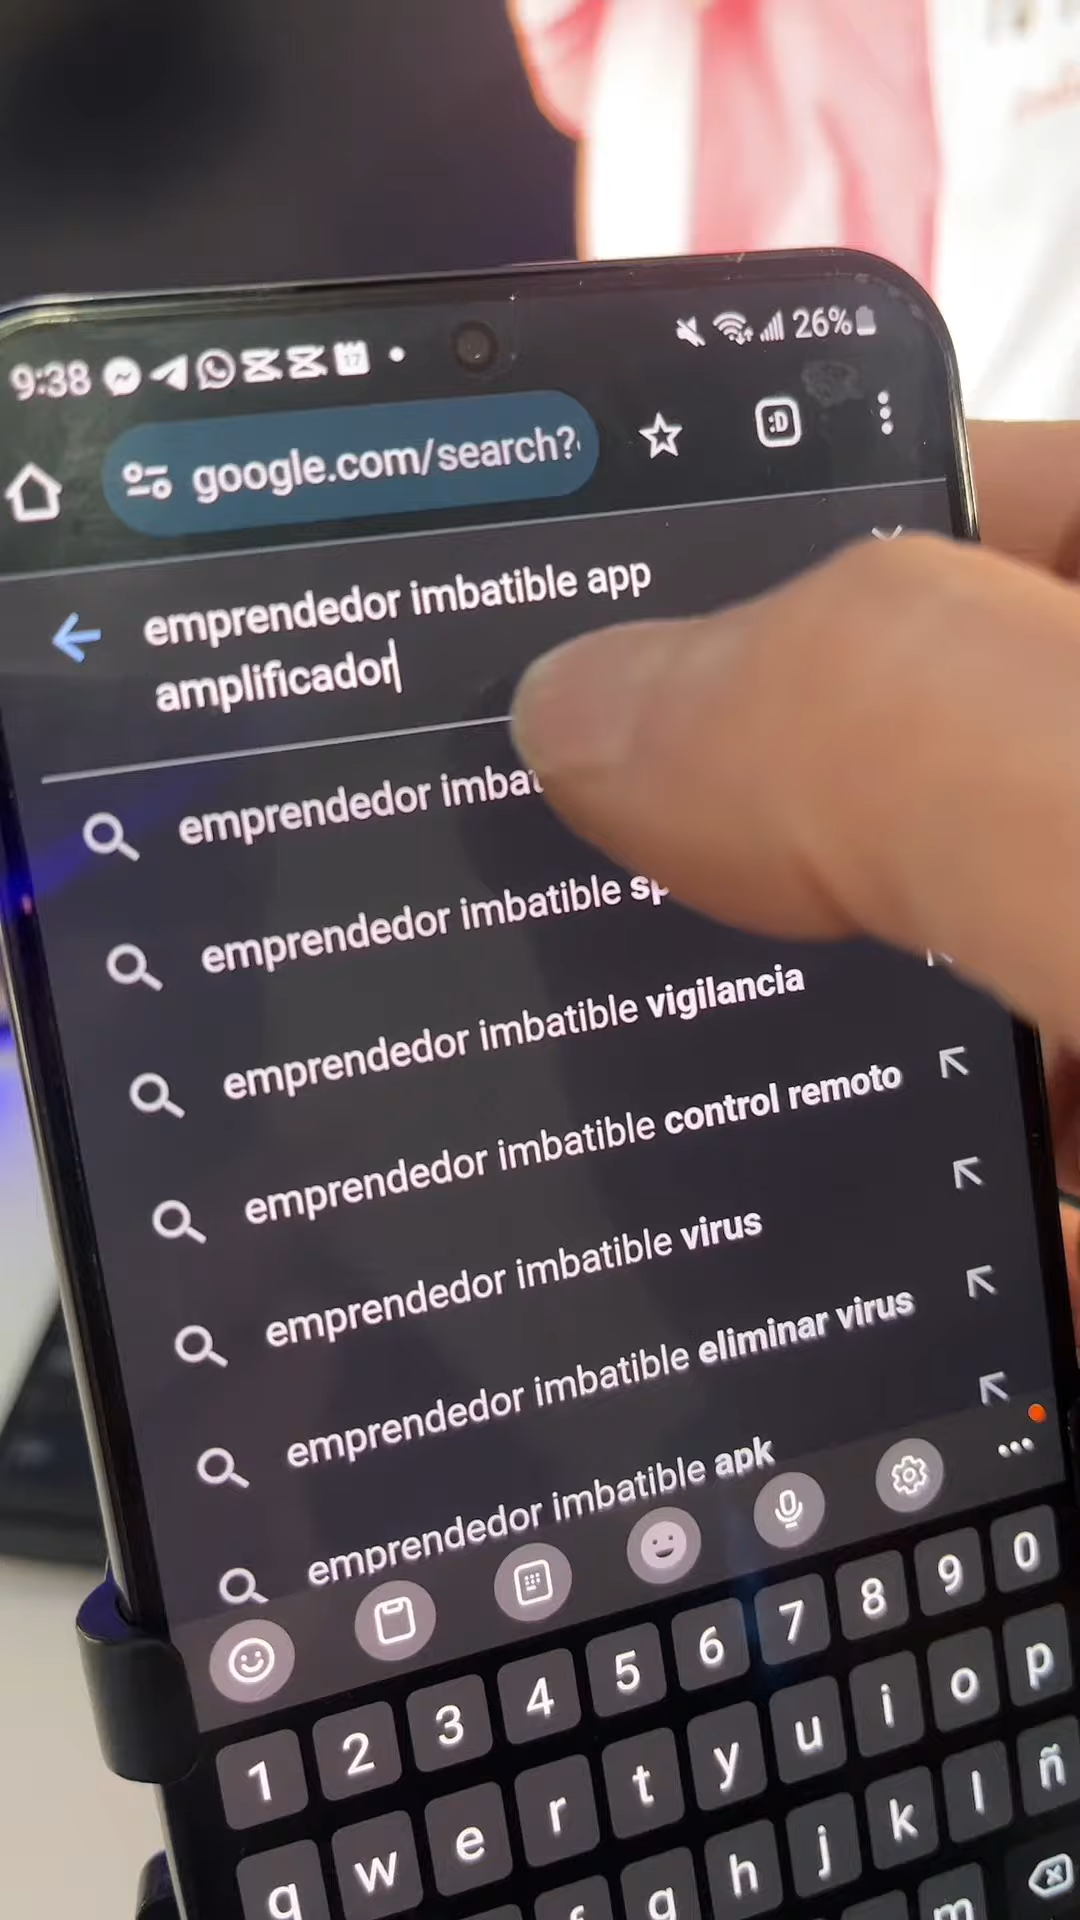 9:38
17
26%
google.com/search?
:D
emprendedor imbatible app
amplificador
emprendedor
emprendedor imbatible
emprendedor imbatible vigilancia
emprendedor imbatible control remoto
emprendedor imbatible virus
emprendedor imbatible eliminar virus
emprendedor imbatible apk
1 2 3 4 5 6 7 8 9 0
q w e r t y u i o p
g h j k l ñ
m